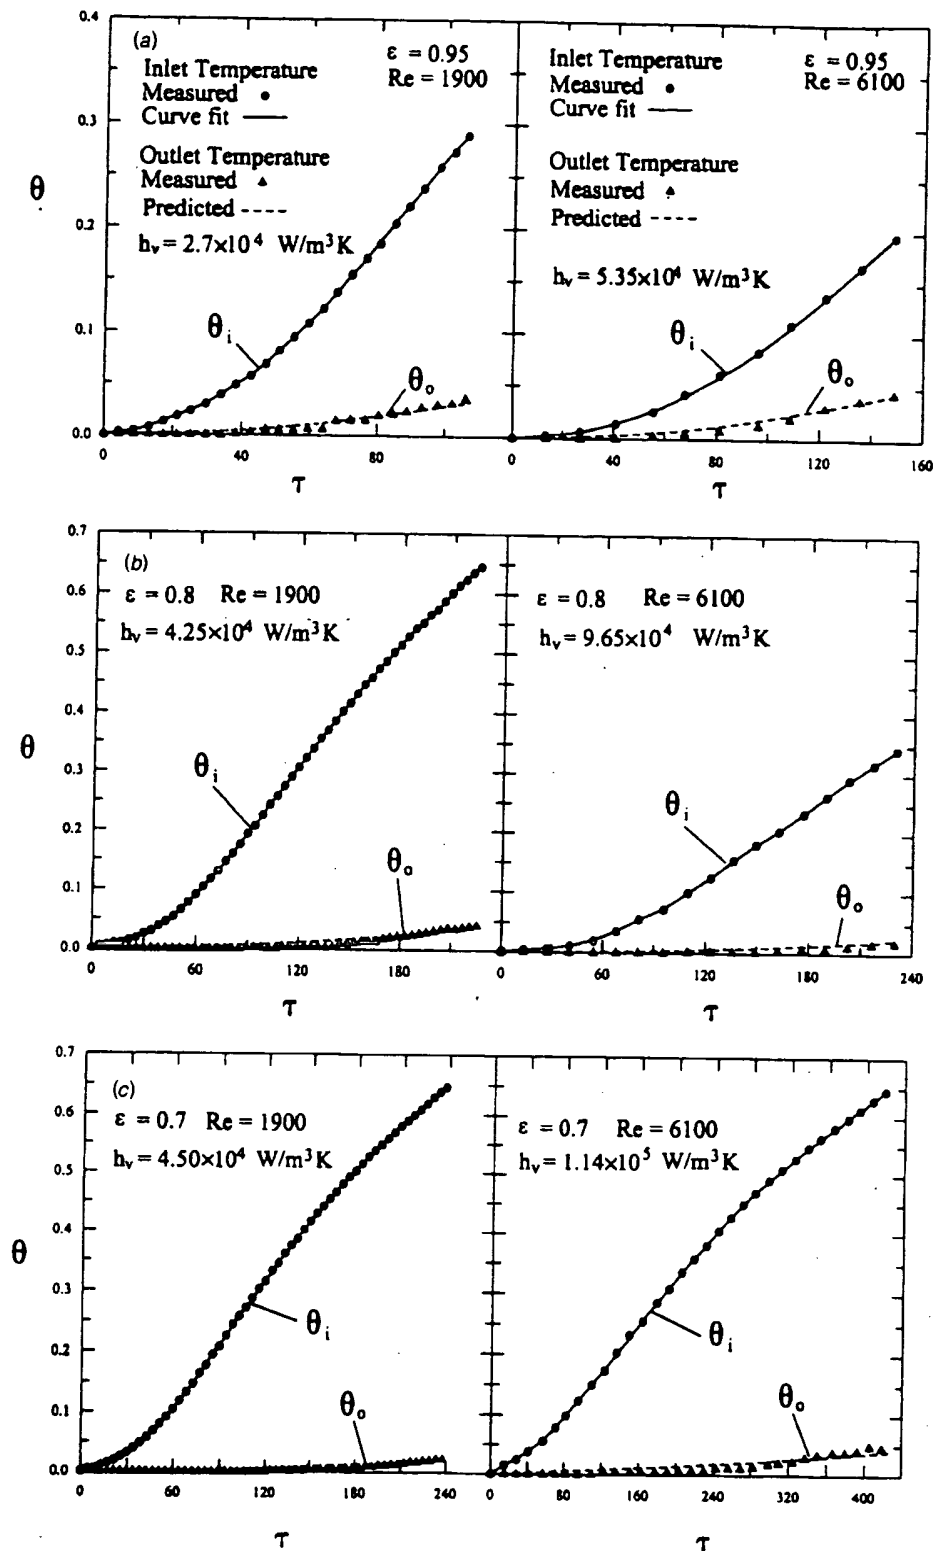 0.4
0.3
0.2
0.1
0.0
θ
(a)
ε = 0.95
Re = 1900
Inlet Temperature
Measured ●
Curve fit ——
Outlet Temperature
Measured ▲
Predicted ----
hᵥ = 2.7×10⁴ W/m³K
θᵢ
θₒ
0 40 80
τ
ε = 0.95
Re = 6100
Inlet Temperature
Measured ●
Curve fit ——
Outlet Temperature
Measured ▲
Predicted ----
hᵥ = 5.35×10⁴ W/m³K
θᵢ
θₒ
0 40 80 120 160
τ
0.7
0.6
0.5
0.4
0.3
0.2
0.1
0.0
θ
(b)
ε = 0.8 Re = 1900
hᵥ = 4.25×10⁴ W/m³K
θᵢ
θₒ
0 60 120 180
τ
ε = 0.8 Re = 6100
hᵥ = 9.65×10⁴ W/m³K
θᵢ
θₒ
0 60 120 180 240
τ
0.7
0.6
0.5
0.4
0.3
0.2
0.1
0.0
θ
(c)
ε = 0.7 Re = 1900
hᵥ = 4.50×10⁴ W/m³K
θᵢ
θₒ
0 60 120 180 240
τ
ε = 0.7 Re = 6100
hᵥ = 1.14×10⁵ W/m³K
θᵢ
θₒ
0 80 160 240 320 400
τ